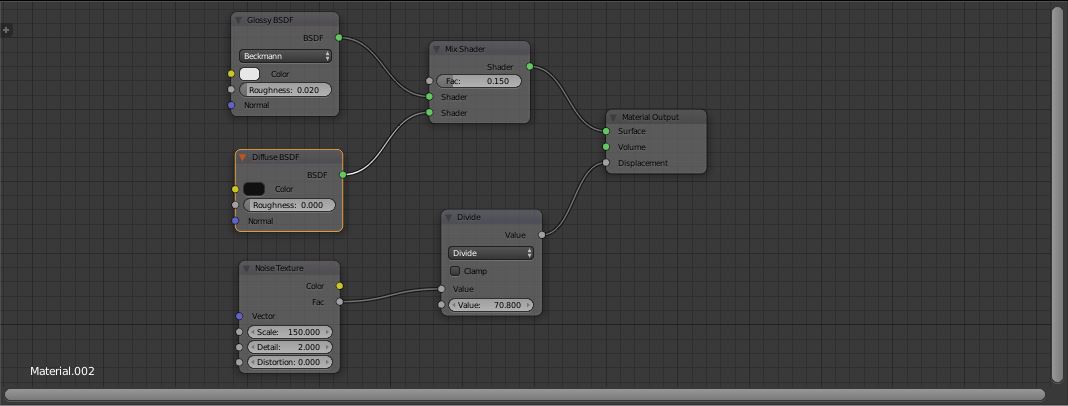 Glossy BSDF
BSDF
Beckmann
Color
Roughness: 0.020
Normal
Mix Shader
Shader
Fac: 0.150
Shader
Shader
Material Output
Surface
Volume
Displacement
Diffuse BSDF
BSDF
Color
Roughness: 0.000
Normal
Divide
Value
Divide
Clamp
Value
Value: 70.800
Noise Texture
Color
Fac
Vector
Scale: 150.000
Detail: 2.000
Distortion: 0.000
Material.002